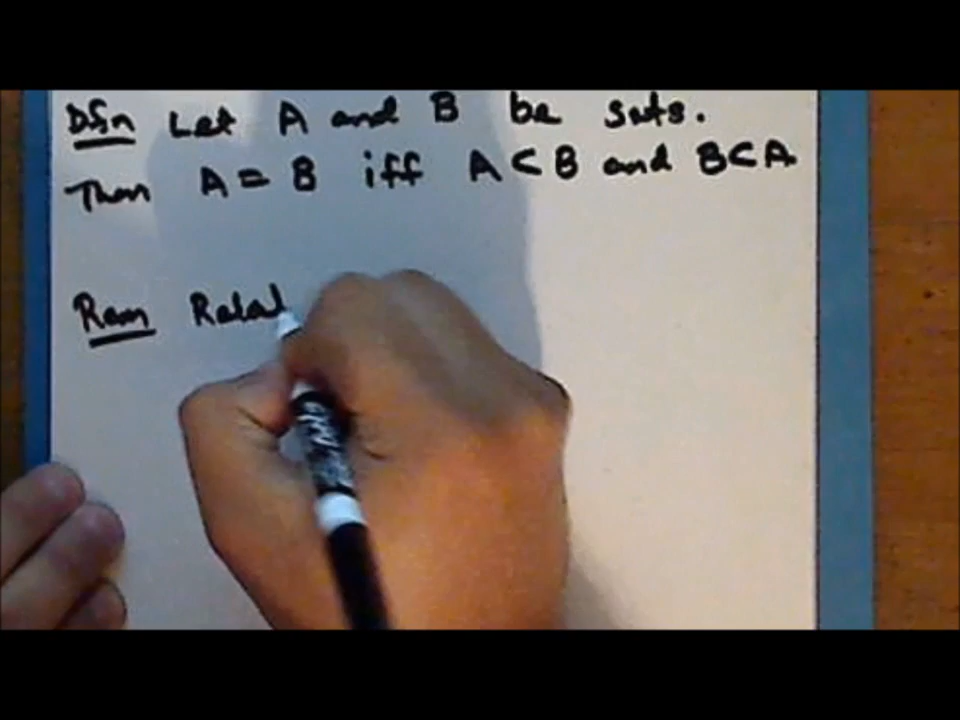 Dfn Let A and B be sets.
Then A = B iff A ⊂ B and B ⊂ A.
Rem Relat